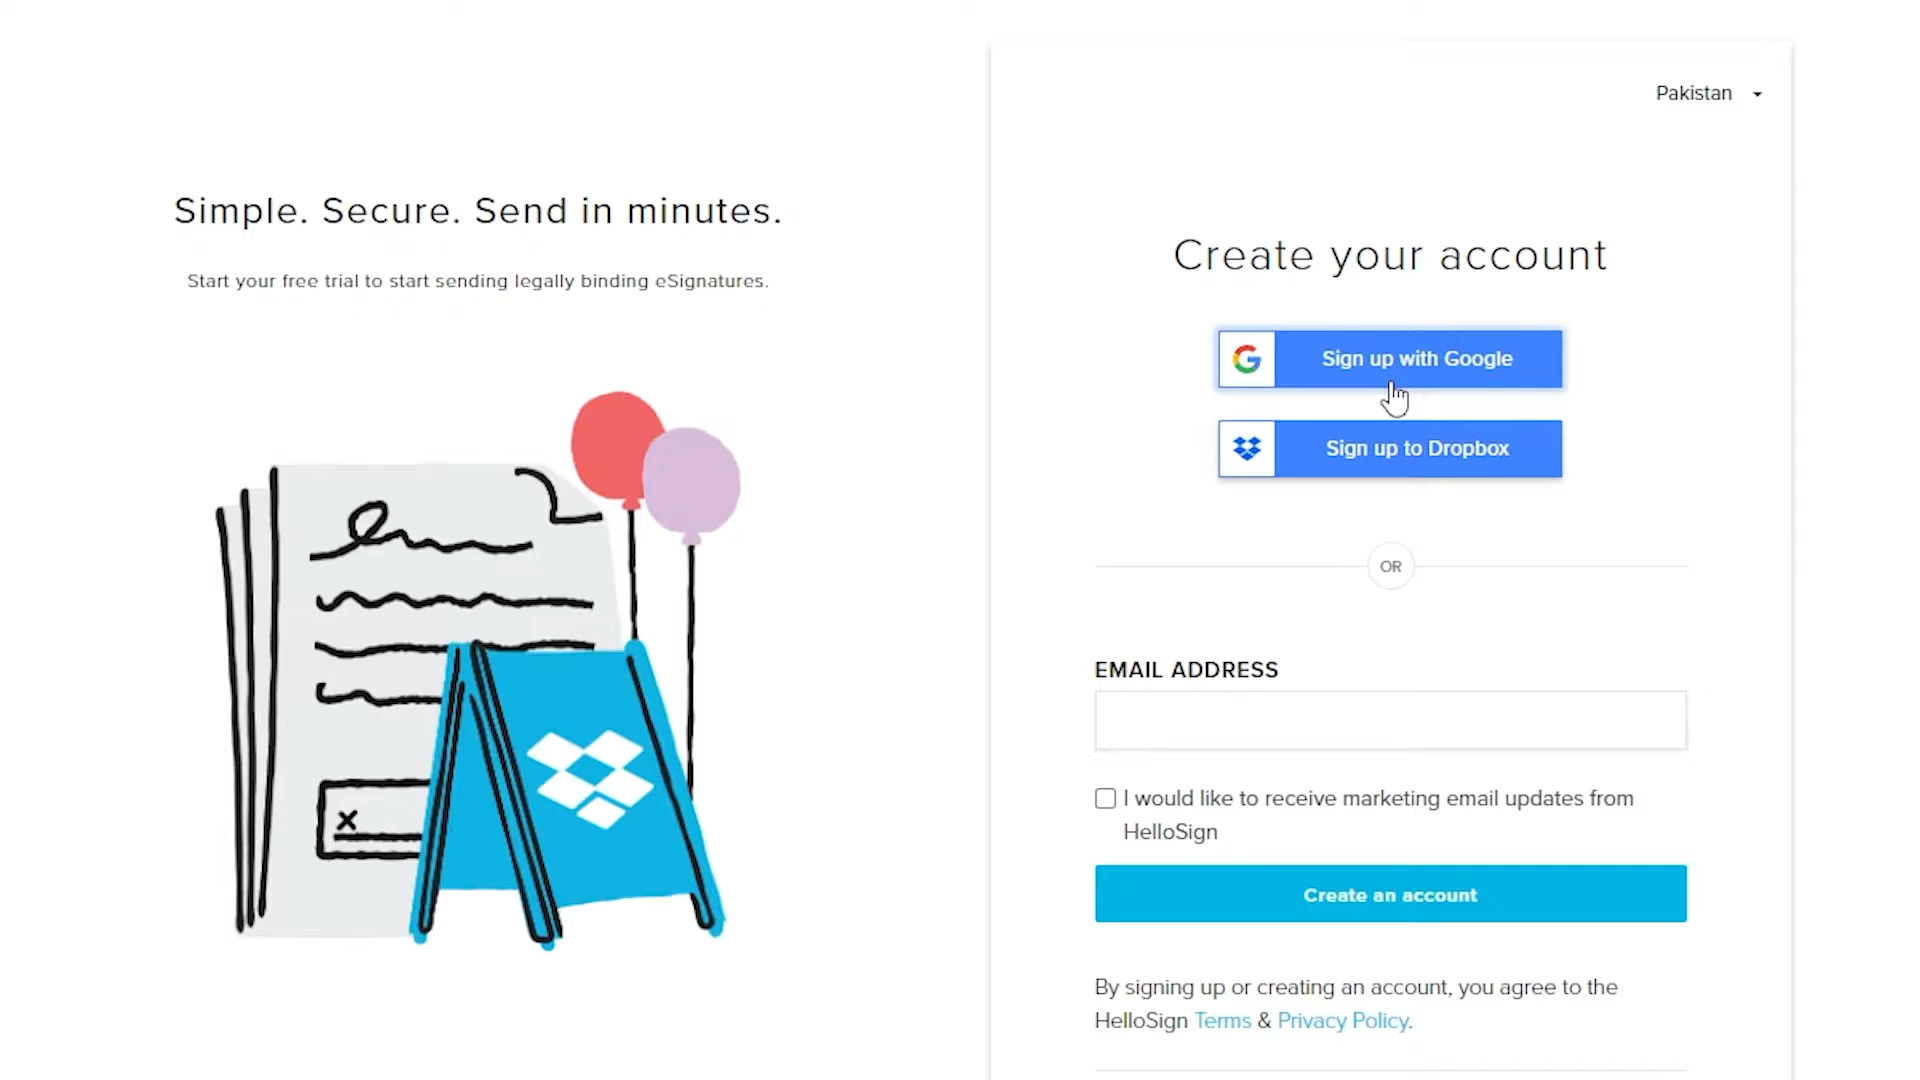 Pakistan
Simple. Secure. Send in minutes.
Start your free trial to start sending legally binding eSignatures.
Create your account
Sign up with Google
Sign up to Dropbox
OR
EMAIL ADDRESS
I would like to receive marketing email updates from
HelloSign
Create an account
By signing up or creating an account, you agree to the
HelloSign Terms & Privacy Policy.
x